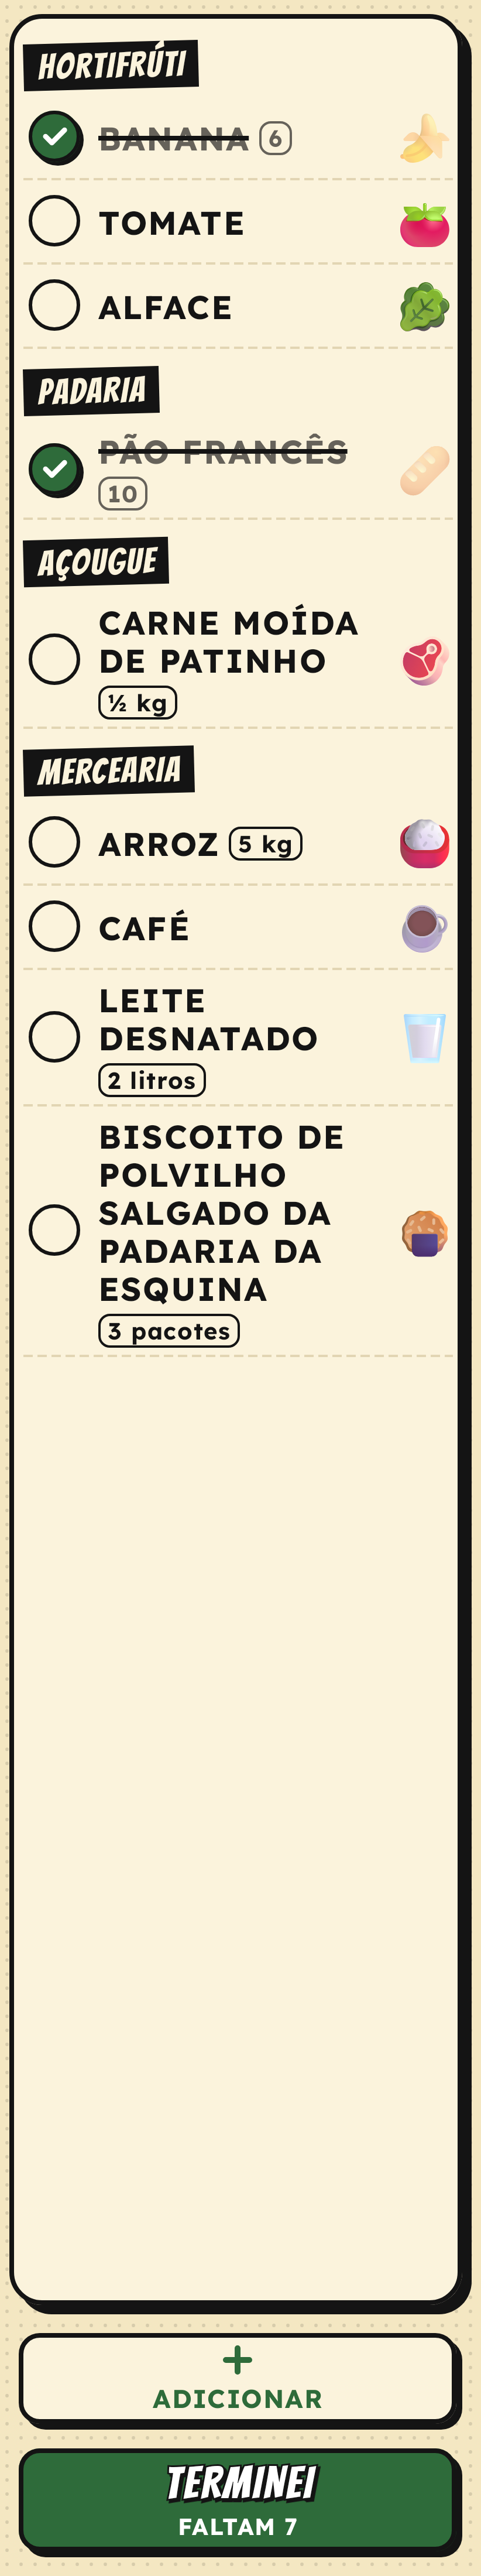 HORTIFRÚTI
BANANA 6
TOMATE
ALFACE
PADARIA
PÃO FRANCÊS
10
AÇOUGUE
CARNE MOÍDA
DE PATINHO
½ kg
MERCEARIA
ARROZ 5 kg
CAFÉ
LEITE
DESNATADO
2 litros
BISCOITO DE
POLVILHO
SALGADO DA
PADARIA DA
ESQUINA
3 pacotes
ADICIONAR
TERMINEI
FALTAM 7